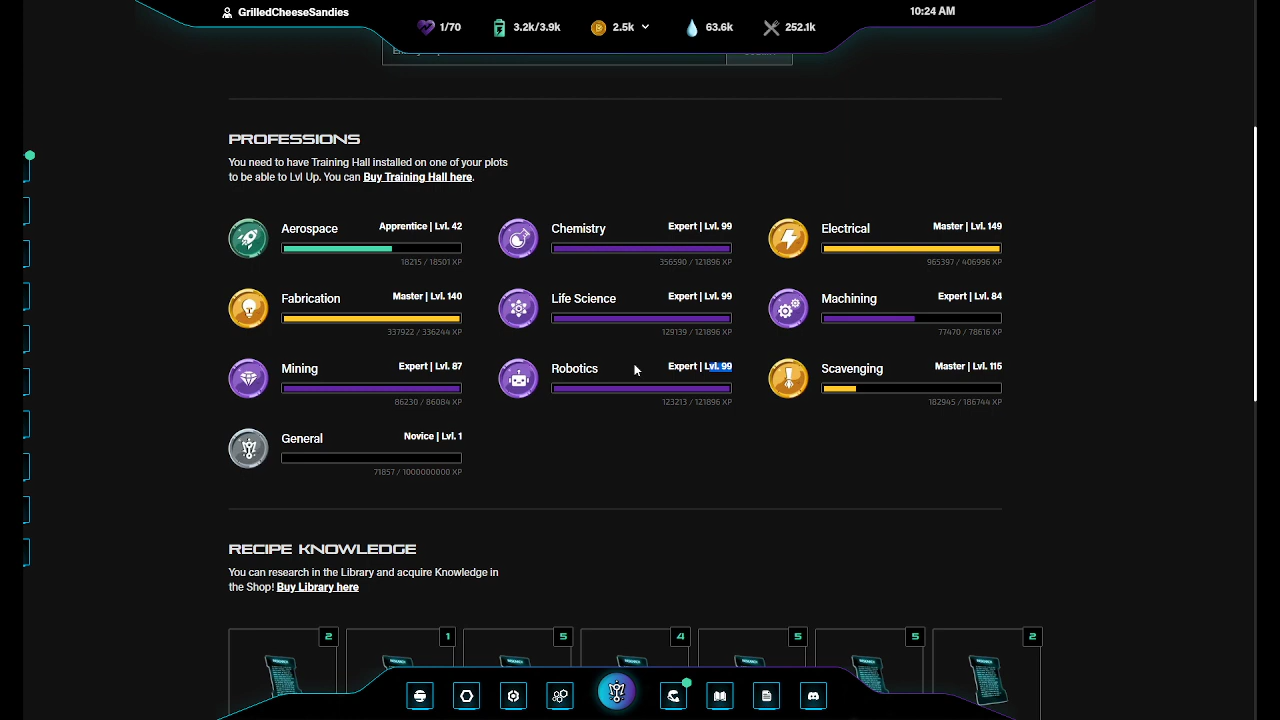 GrilledCheeseSandies
1/70
3.2k/3.9k
2.5k
63.6k
252.1k
10:24 AM
PROFESSIONS
You need to have Training Hall installed on one of your plots
to be able to Lvl Up. You can Buy Training Hall here.
Aerospace
Apprentice | Lvl. 42
18215 / 18501 XP
Chemistry
Expert | Lvl. 99
356590 / 121896 XP
Electrical
Master | Lvl. 149
965397 / 406996 XP
Fabrication
Master | Lvl. 140
337922 / 336244 XP
Life Science
Expert | Lvl. 99
129139 / 121896 XP
Machining
Expert | Lvl. 84
77470 / 78616 XP
Mining
Expert | Lvl. 87
86230 / 86084 XP
Robotics
Expert | Lvl. 99
123213 / 121896 XP
Scavenging
Master | Lvl. 115
182945 / 186744 XP
General
Novice | Lvl. 1
71857 / 1000000000 XP
RECIPE KNOWLEDGE
You can research in the Library and acquire Knowledge in
the Shop! Buy Library here
2
1
5
4
5
5
2